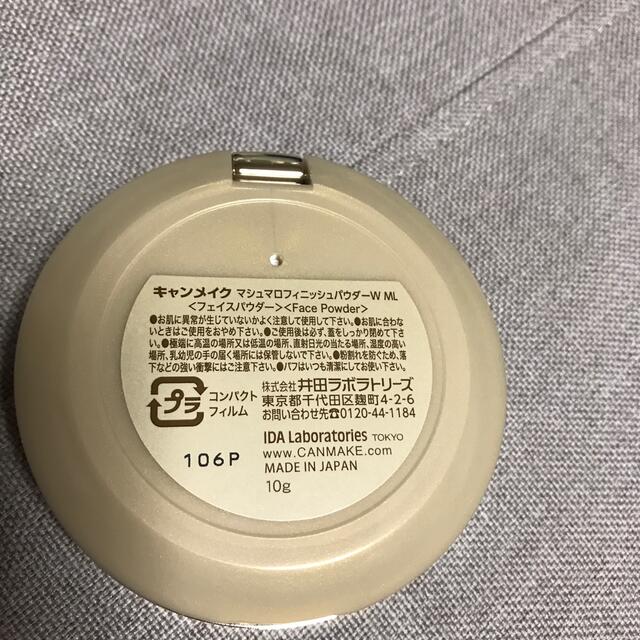 キャンメイク マシュマロフィニッシュパウダーW ML
<フェイスパウダー><Face Powder>
●お肌に異常が生じていないかよく注意して使用して下さい。●お肌に合わな
いときはご使用をおやめ下さい。●ご使用後は必ず、蓋をしっかり閉めて下さ
い。●極端に高温の場所又は低温の場所、直射日光の当たる場所、湿度の高い
場所、乳幼児の手の届く場所には保管しないで下さい。●粉割れを防ぐため、落
下などの強い衝撃にはご注意下さい。●パフはいつも清潔にしてお使い下さい。
株式会社 井田ラボラトリーズ
東京都千代田区麹町4-2-6
お問い合わせ先☎0120-44-1184
プラ
コンパクト
フィルム
IDA Laboratories TOKYO
www.CANMAKE.com
MADE IN JAPAN
10g
106P